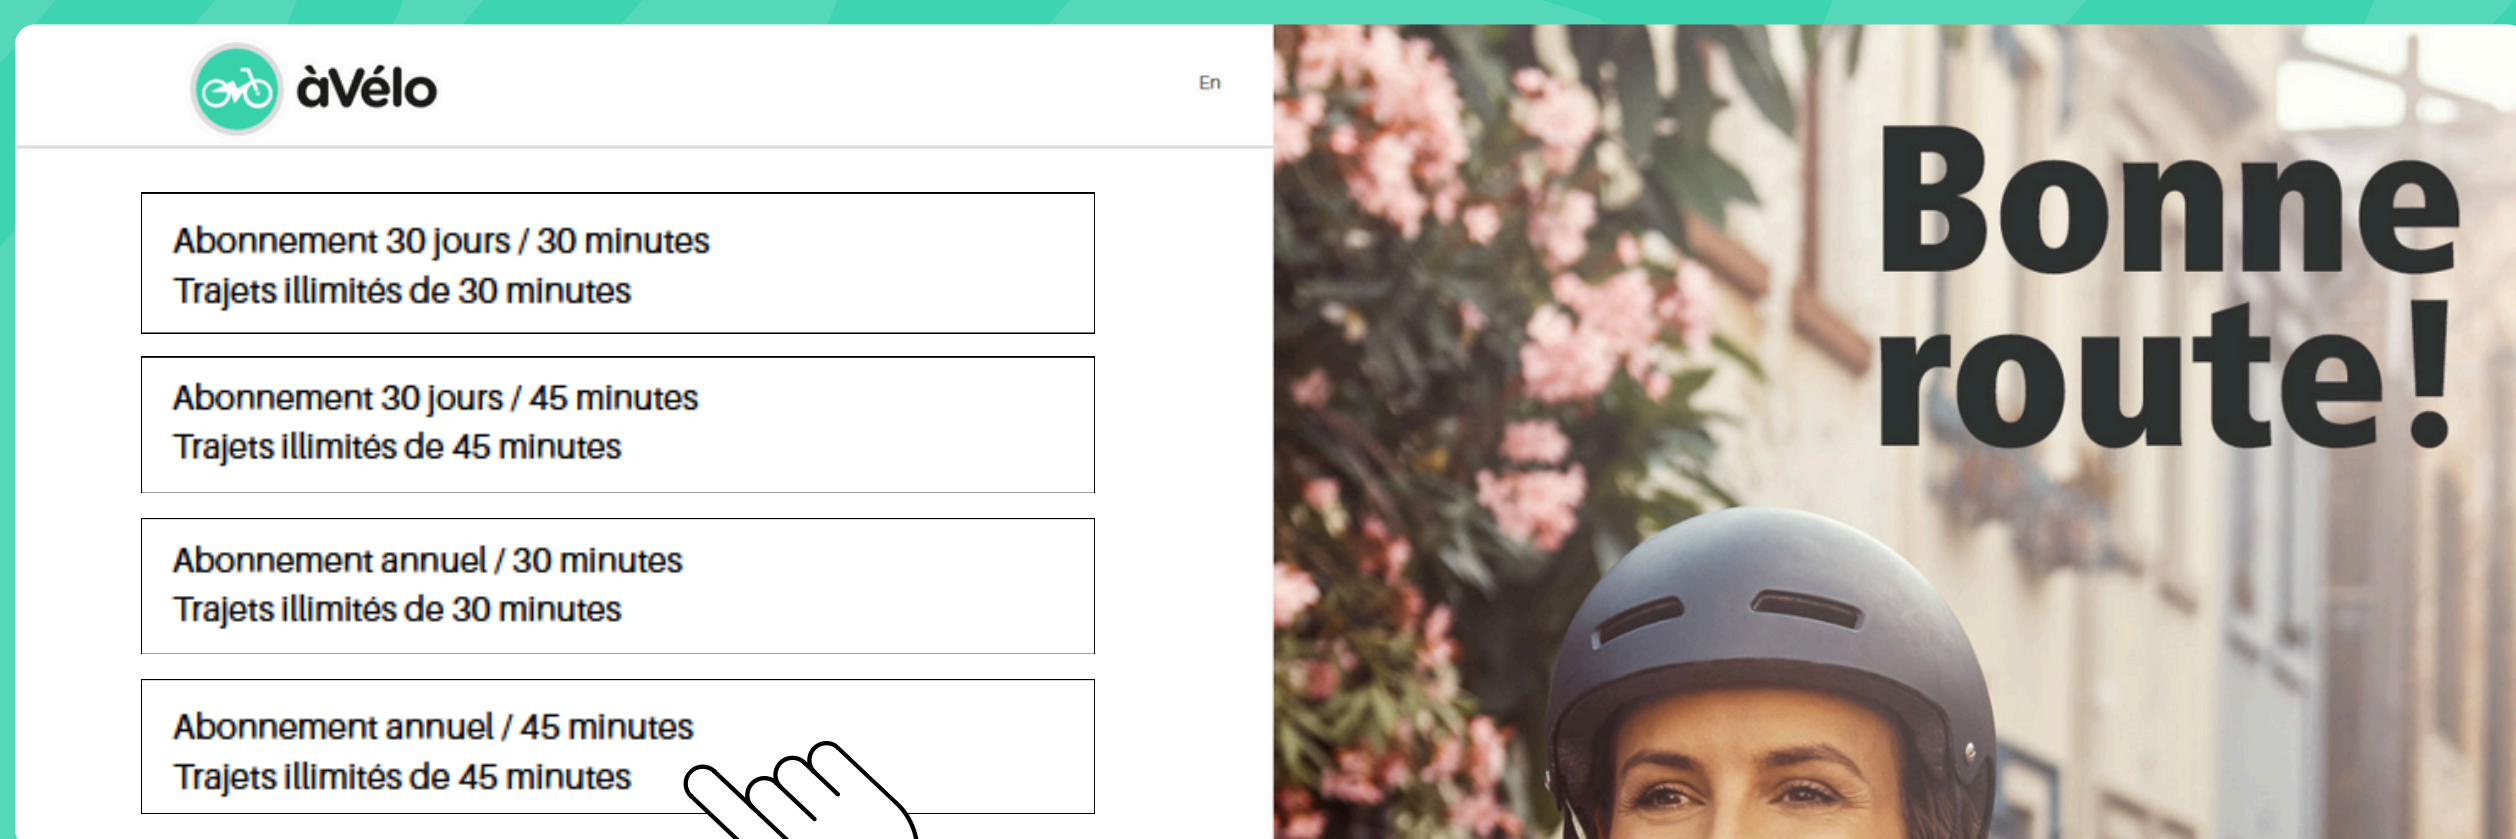 àVélo
En
Abonnement 30 jours / 30 minutes
Trajets illimités de 30 minutes
Abonnement 30 jours / 45 minutes
Trajets illimités de 45 minutes
Abonnement annuel / 30 minutes
Trajets illimités de 30 minutes
Abonnement annuel / 45 minutes
Trajets illimités de 45 minutes
Bonne
route!